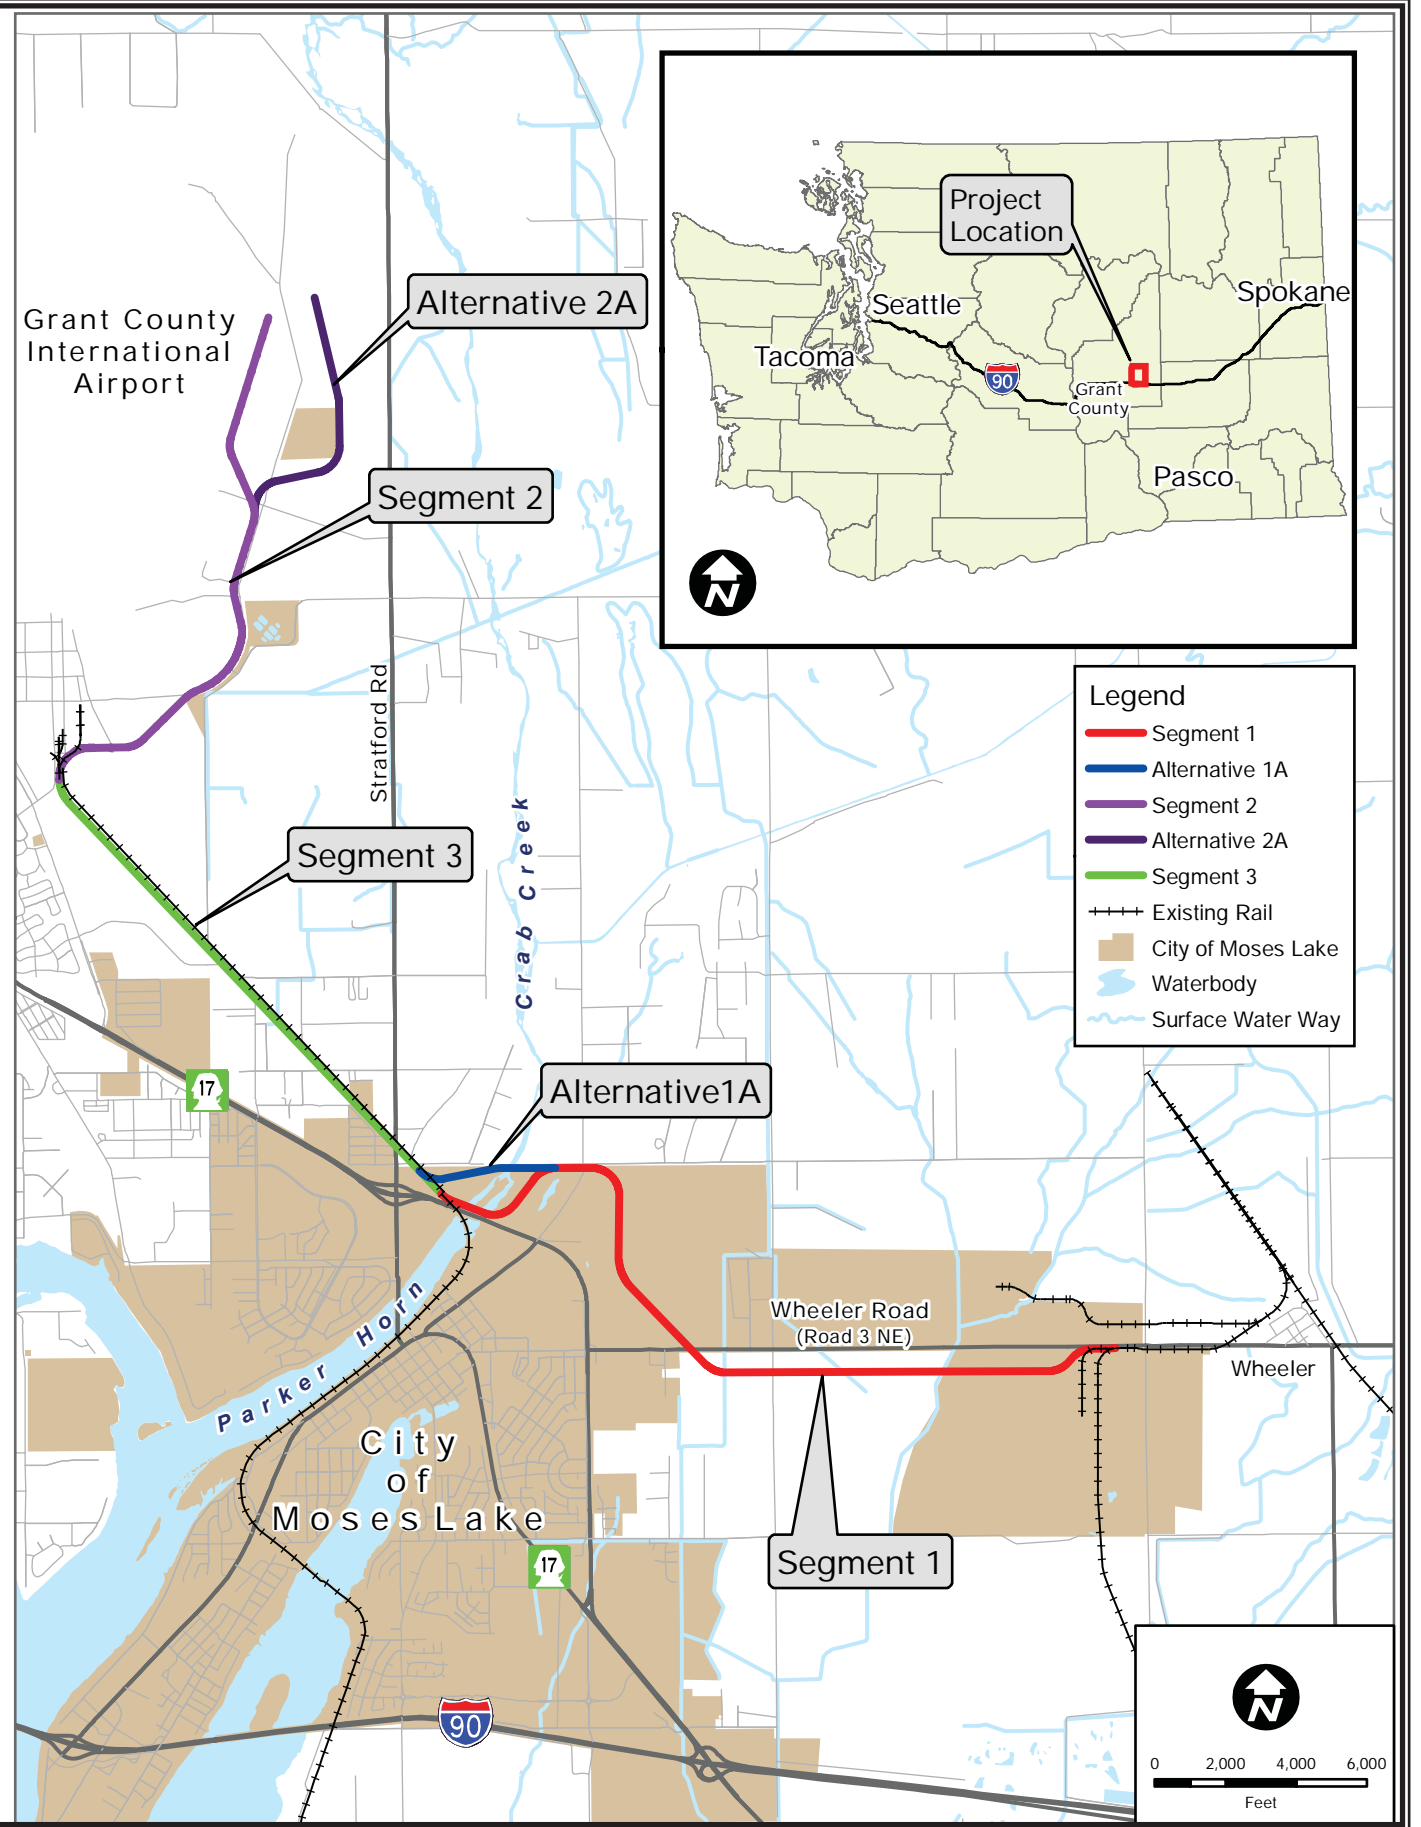 Project
Location
Seattle
Spokane
Tacoma
90
Grant
County
Pasco
N
Alternative 2A
Grant County
International
Airport
Segment 2
Stratford Rd
Legend
Segment 1
Alternative 1A
Segment 2
Alternative 2A
Segment 3
Existing Rail
City of Moses Lake
Waterbody
Surface Water Way
Segment 3
Crab Creek
17
Alternative1A
Wheeler Road
(Road 3 NE)
Wheeler
Parker Horn
City
of
Moses Lake
Segment 1
17
90
N
0 2,000 4,000 6,000
Feet